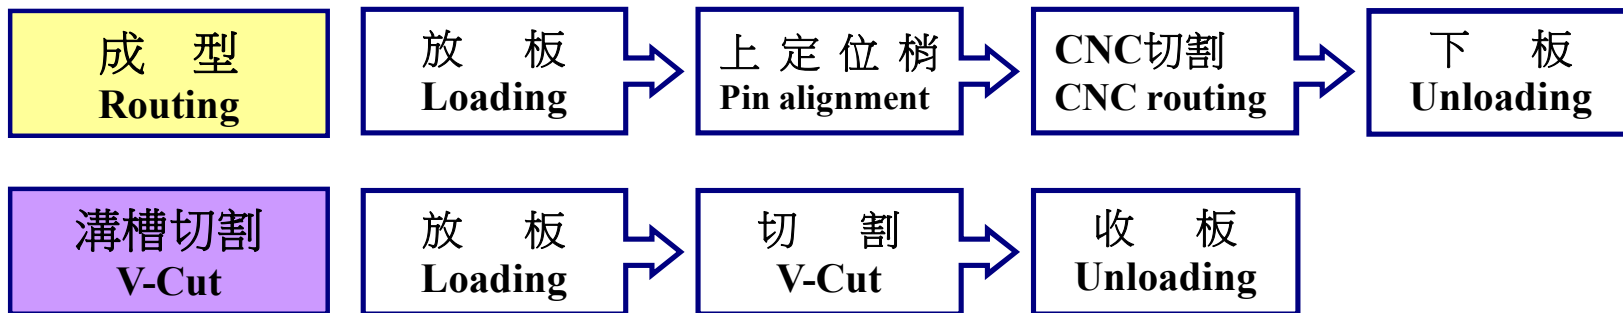 成 型
Routing
放 板
Loading
上定位梢
Pin alignment
CNC切割
CNC routing
下 板
Unloading
溝槽切割
V-Cut
放 板
Loading
切 割
V-Cut
收 板
Unloading